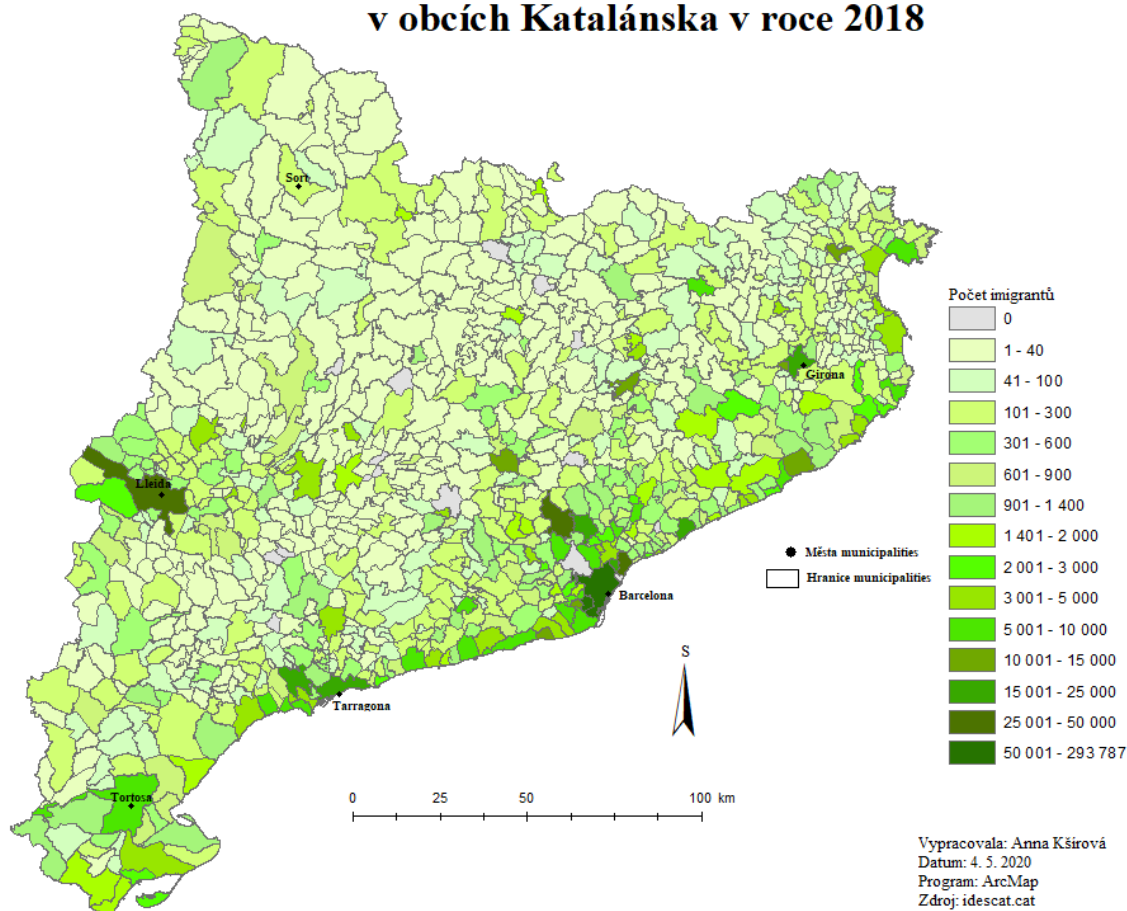 v obcích Katalánska v roce 2018
Sort
Girona
Lleida
Barcelona
Tarragona
Tortosa
Počet imigrantů
0
1 - 40
41 - 100
101 - 300
301 - 600
601 - 900
901 - 1 400
1 401 - 2 000
2 001 - 3 000
3 001 - 5 000
5 001 - 10 000
10 001 - 15 000
15 001 - 25 000
25 001 - 50 000
50 001 - 293 787
Města municipalities
Hranice municipalities
S
0 25 50 100 km
Vypracovala: Anna Kšírová
Datum: 4. 5. 2020
Program: ArcMap
Zdroj: idescat.cat